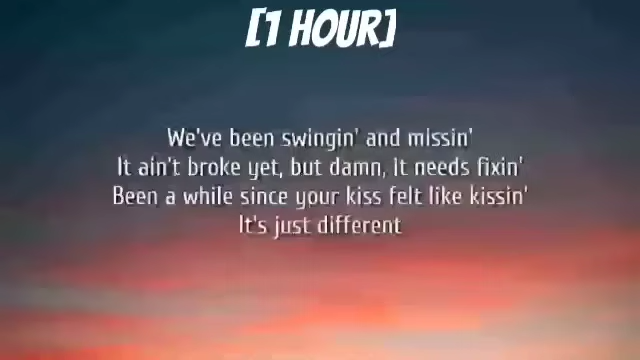 [1 HOUR]
We've been swingin' and missin'
It ain't broke yet, but damn, it needs fixin'
Been a while since your kiss felt like kissin'
It's just different